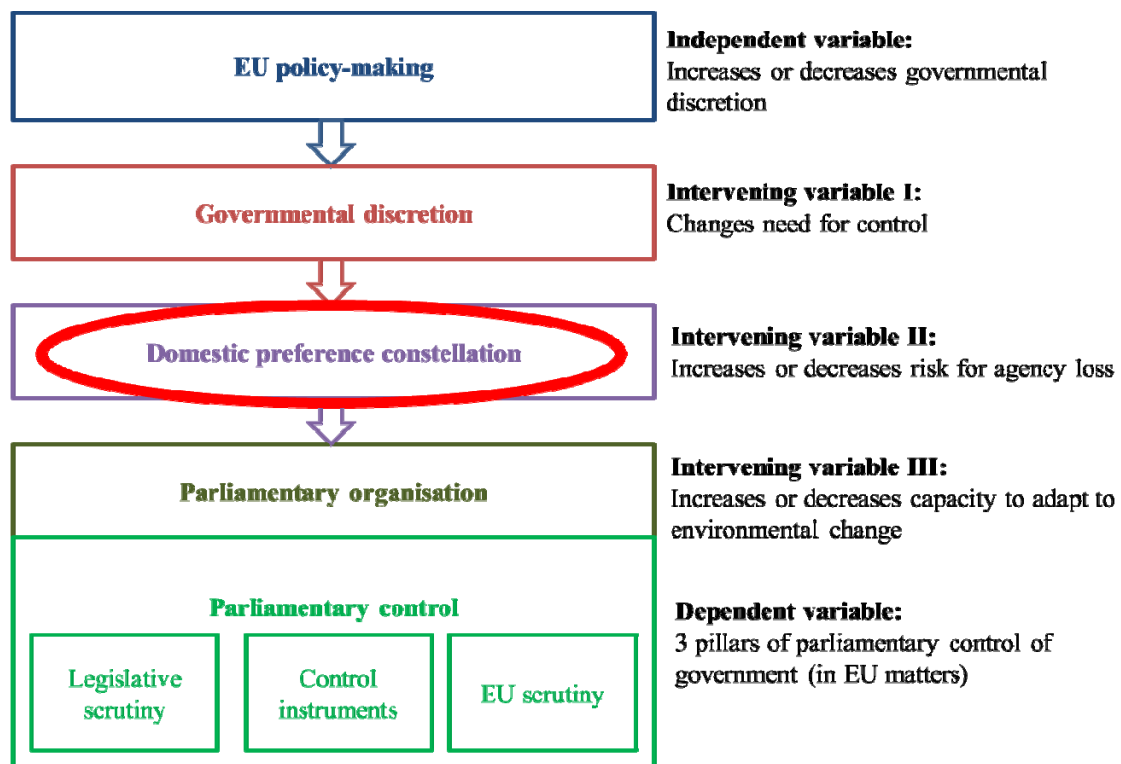 EU policy-making
Independent variable:
Increases or decreases governmental
discretion
Governmental discretion
Intervening variable I:
Changes need for control
Domestic preference constellation
Intervening variable II:
Increases or decreases risk for agency loss
Parliamentary organisation
Intervening variable III:
Increases or decreases capacity to adapt to
environmental change
Parliamentary control
Legislative
scrutiny
Control
instruments
EU scrutiny
Dependent variable:
3 pillars of parliamentary control of
government (in EU matters)